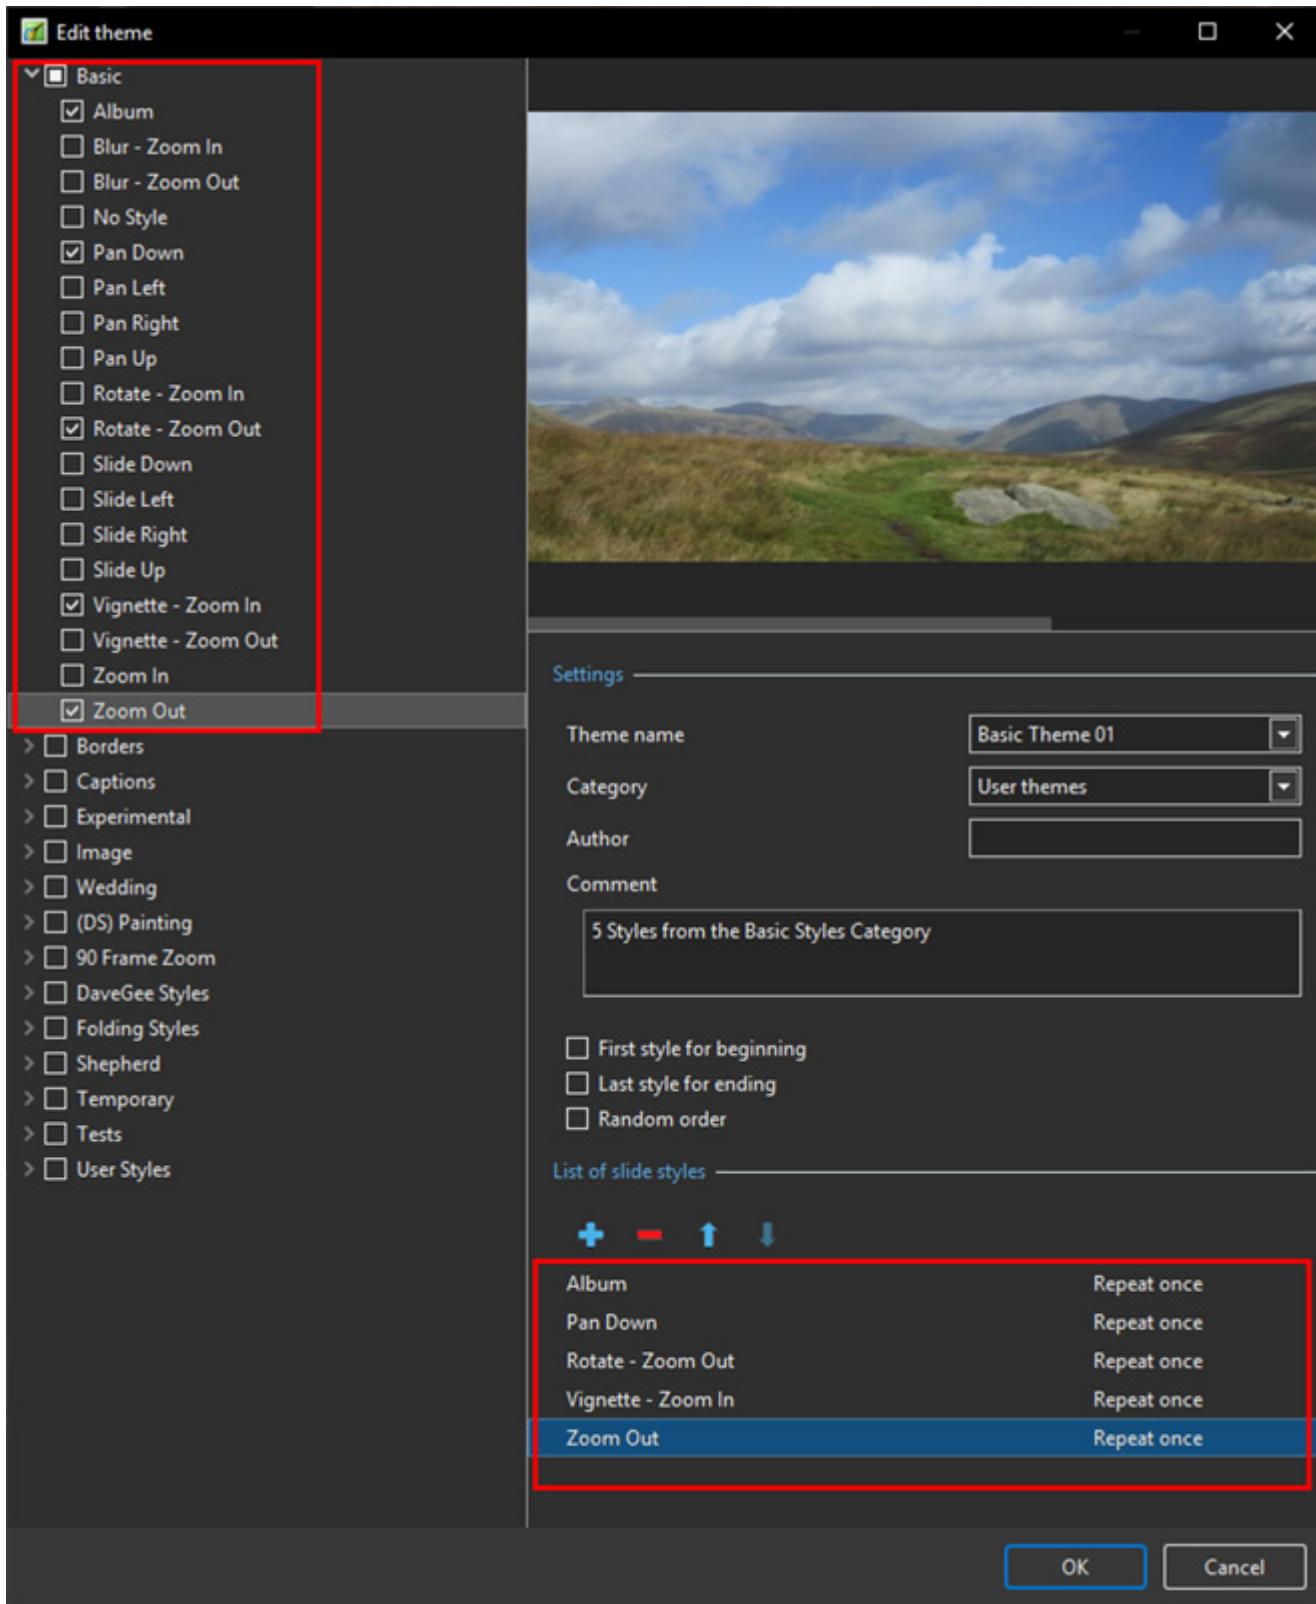 Edit theme
Basic
Album
Blur - Zoom In
Blur - Zoom Out
No Style
Pan Down
Pan Left
Pan Right
Pan Up
Rotate - Zoom In
Rotate - Zoom Out
Slide Down
Slide Left
Slide Right
Slide Up
Vignette - Zoom In
Vignette - Zoom Out
Zoom In
Zoom Out
Borders
Captions
Experimental
Image
Wedding
(DS) Painting
90 Frame Zoom
DaveGee Styles
Folding Styles
Shepherd
Temporary
Tests
User Styles
Settings
Theme name Basic Theme 01
Category User themes
Author
Comment
5 Styles from the Basic Styles Category
First style for beginning
Last style for ending
Random order
List of slide styles
Album Repeat once
Pan Down Repeat once
Rotate - Zoom Out Repeat once
Vignette - Zoom In Repeat once
Zoom Out Repeat once
OK Cancel